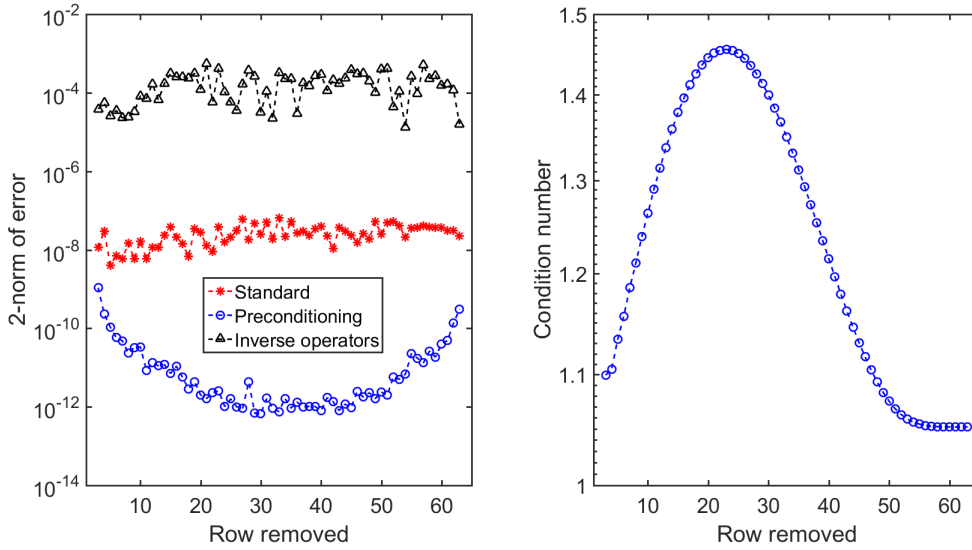 10^-2
10^-4
10^-6
10^-8
10^-10
10^-12
10^-14
2-norm of error
Standard
Preconditioning
Inverse operators
10 20 30 40 50 60
Row removed
1.5
1.4
1.3
1.2
1.1
1
Condition number
10 20 30 40 50 60
Row removed